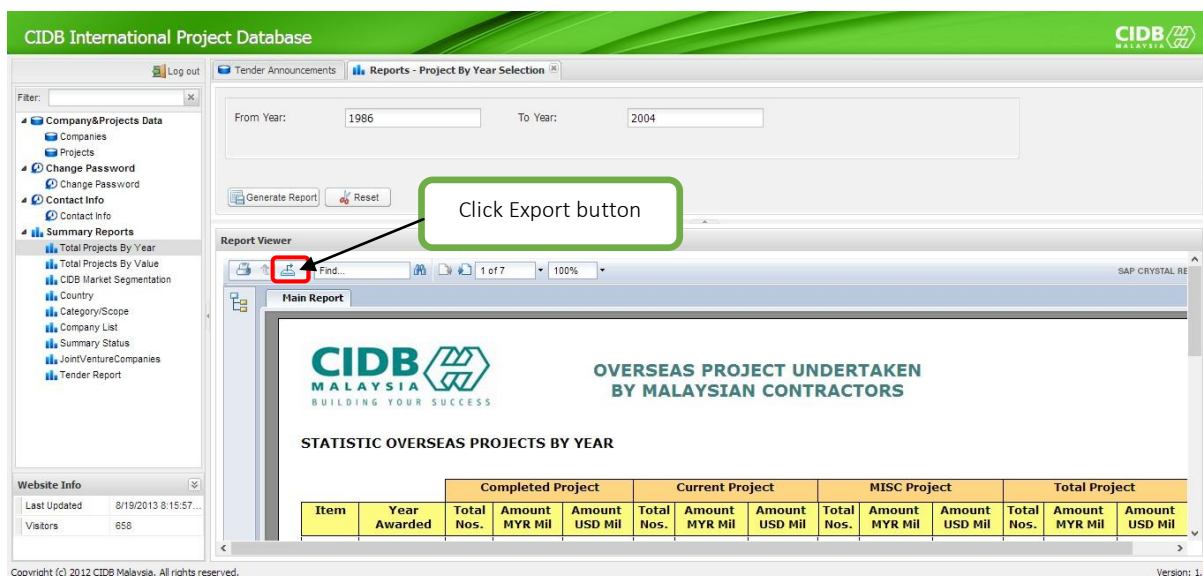 CIDB International Project Database
CIDB
MALAYSIA
Log out
Tender Announcements
Reports - Project By Year Selection
Filter:
Company&Projects Data
Companies
Projects
Change Password
Change Password
Contact Info
Contact Info
Summary Reports
Total Projects By Year
Total Projects By Value
CIDB Market Segmentation
Country
Category/Scope
Company List
Summary Status
JointVentureCompanies
Tender Report
Website Info
Last Updated 8/19/2013 8:15:57...
Visitors 658
From Year: 1986 To Year: 2004
Generate Report Reset
Click Export button
Report Viewer
Find... 1 of 7 100% SAP CRYSTAL RE
Main Report
CIDB
MALAYSIA
BUILDING YOUR SUCCESS
OVERSEAS PROJECT UNDERTAKEN
BY MALAYSIAN CONTRACTORS
STATISTIC OVERSEAS PROJECTS BY YEAR
Completed Project Current Project MISC Project Total Project
Item Year Total Amount Amount Total Amount Amount Total Amount Amount Total Amount Amount
Awarded Nos. MYR Mil USD Mil Nos. MYR Mil USD Mil Nos. MYR Mil USD Mil Nos. MYR Mil USD Mil
Copyright (c) 2012 CIDB Malaysia. All rights reserved.
Version: 1.